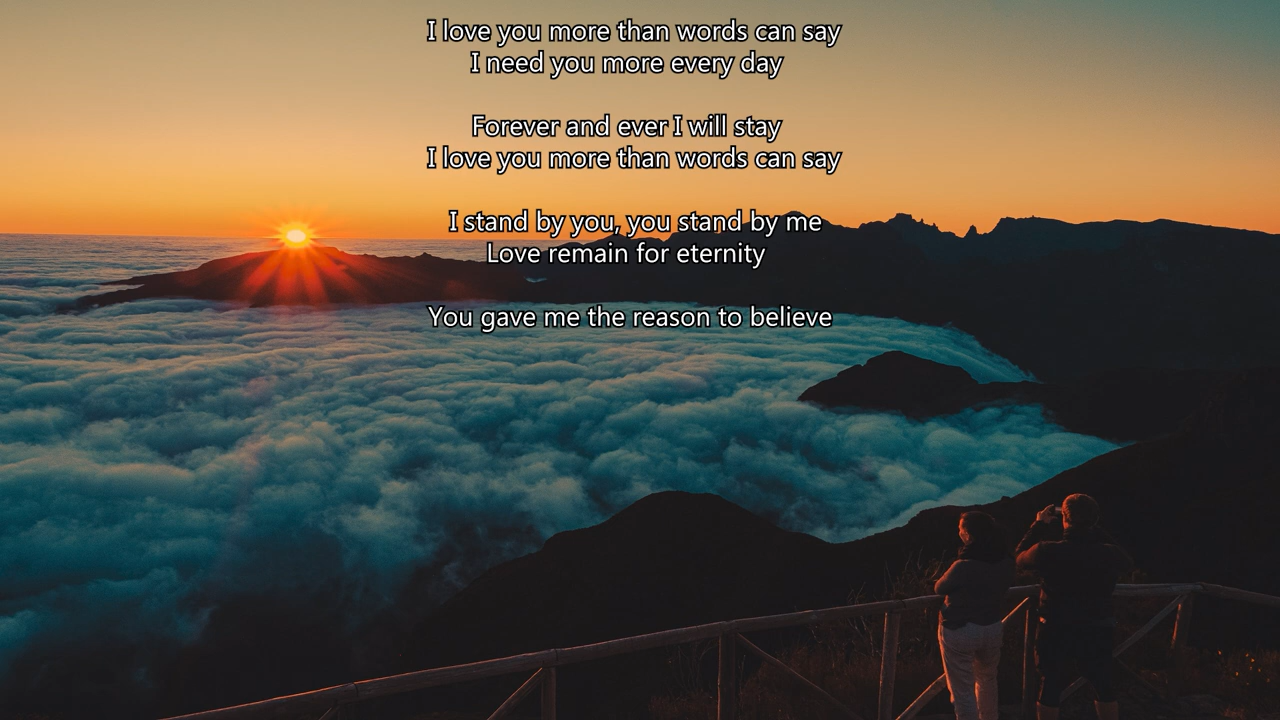 I love you more than words can say
I need you more every day
Forever and ever I will stay
I love you more than words can say
I stand by you, you stand by me
Love remain for eternity
You gave me the reason to believe